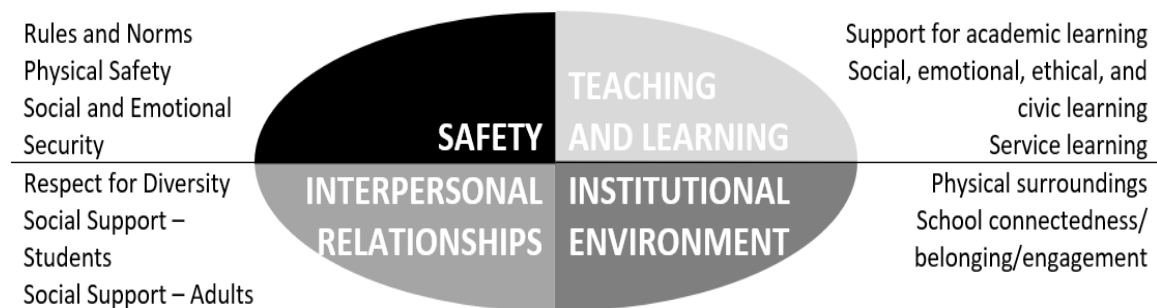 Rules and Norms
Physical Safety
Social and Emotional
Security
SAFETY
TEACHING
AND LEARNING
Support for academic learning
Social, emotional, ethical, and
civic learning
Service learning
Respect for Diversity
Social Support –
Students
Social Support – Adults
INTERPERSONAL
RELATIONSHIPS
INSTITUTIONAL
ENVIRONMENT
Physical surroundings
School connectedness/
belonging/engagement